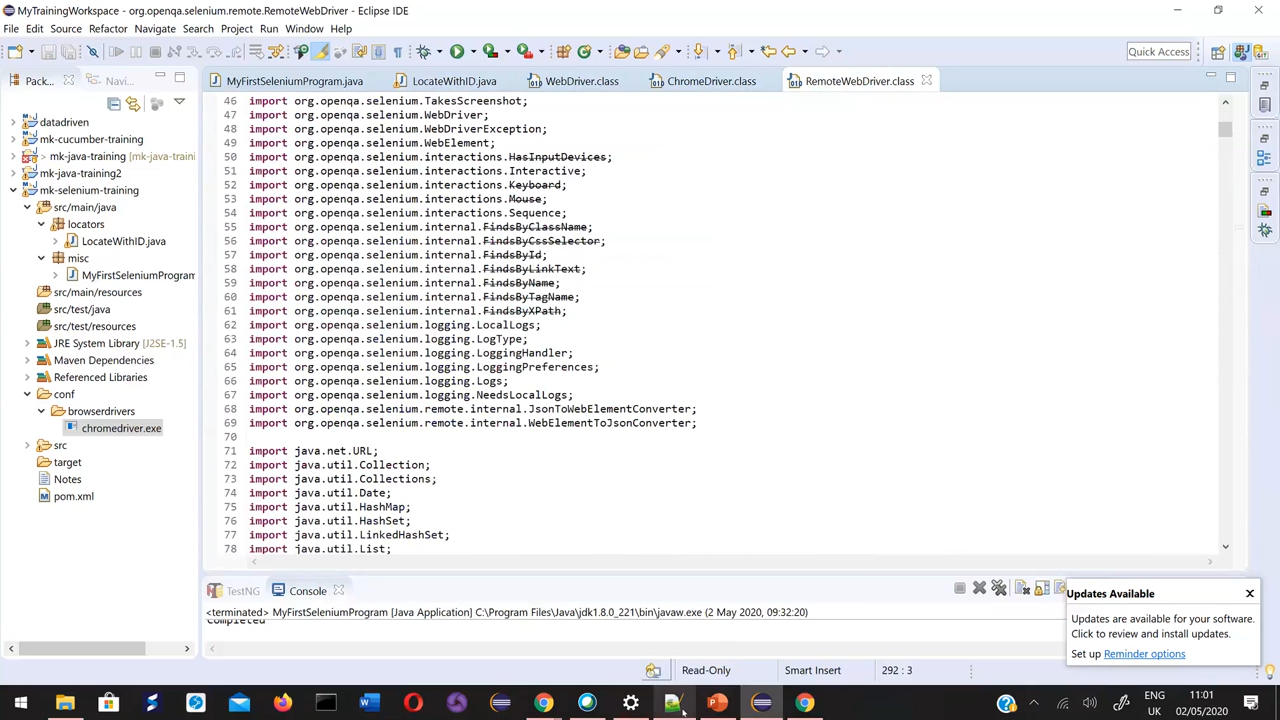 MyTrainingWorkspace - org.openqa.selenium.remote.RemoteWebDriver - Eclipse IDE
File Edit Source Refactor Navigate Search Project Run Window Help
Quick Access
Pack...
Navi...
MyFirstSeleniumProgram.java
LocateWithID.java
WebDriver.class
ChromeDriver.class
RemoteWebDriver.class
datadriven
mk-cucumber-training
> mk-java-training [mk-java-traini
mk-java-training2
mk-selenium-training
src/main/java
locators
LocateWithID.java
misc
MyFirstSeleniumProgram
src/main/resources
src/test/java
src/test/resources
JRE System Library [J2SE-1.5]
Maven Dependencies
Referenced Libraries
conf
browserdrivers
chromedriver.exe
src
target
Notes
pom.xml
46 import org.openqa.selenium.TakesScreenshot;
47 import org.openqa.selenium.WebDriver;
48 import org.openqa.selenium.WebDriverException;
49 import org.openqa.selenium.WebElement;
50 import org.openqa.selenium.interactions.HasInputDevices;
51 import org.openqa.selenium.interactions.Interactive;
52 import org.openqa.selenium.interactions.Keyboard;
53 import org.openqa.selenium.interactions.Mouse;
54 import org.openqa.selenium.interactions.Sequence;
55 import org.openqa.selenium.internal.FindsByClassName;
56 import org.openqa.selenium.internal.FindsByCssSelector;
57 import org.openqa.selenium.internal.FindsById;
58 import org.openqa.selenium.internal.FindsByLinkText;
59 import org.openqa.selenium.internal.FindsByName;
60 import org.openqa.selenium.internal.FindsByTagName;
61 import org.openqa.selenium.internal.FindsByXPath;
62 import org.openqa.selenium.logging.LocalLogs;
63 import org.openqa.selenium.logging.LogType;
64 import org.openqa.selenium.logging.LoggingHandler;
65 import org.openqa.selenium.logging.LoggingPreferences;
66 import org.openqa.selenium.logging.Logs;
67 import org.openqa.selenium.logging.NeedsLocalLogs;
68 import org.openqa.selenium.remote.internal.JsonToWebElementConverter;
69 import org.openqa.selenium.remote.internal.WebElementToJsonConverter;
70
71 import java.net.URL;
72 import java.util.Collection;
73 import java.util.Collections;
74 import java.util.Date;
75 import java.util.HashMap;
76 import java.util.HashSet;
77 import java.util.LinkedHashSet;
78 import java.util.List;
TestNG
Console
<terminated> MyFirstSeleniumProgram [Java Application] C:\Program Files\Java\jdk1.8.0_221\bin\javaw.exe (2 May 2020, 09:32:20)
Completed
Updates Available
Updates are available for your software.
Click to review and install updates.
Set up Reminder options
Read-Only
Smart Insert
292 : 3
ENG
UK
11:01
02/05/2020